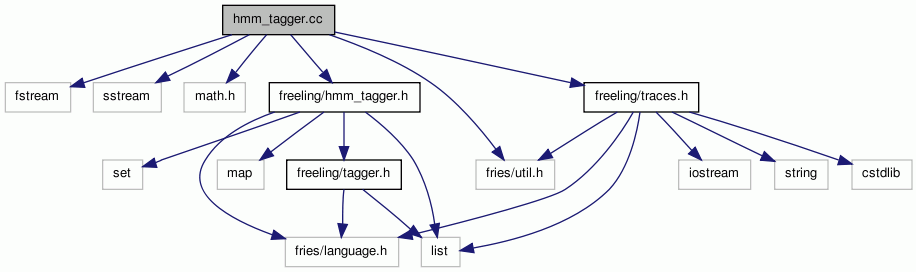 hmm_tagger.cc
fstream
sstream
math.h
freeling/hmm_tagger.h
freeling/traces.h
set
map
freeling/tagger.h
fries/util.h
iostream
string
cstdlib
fries/language.h
list